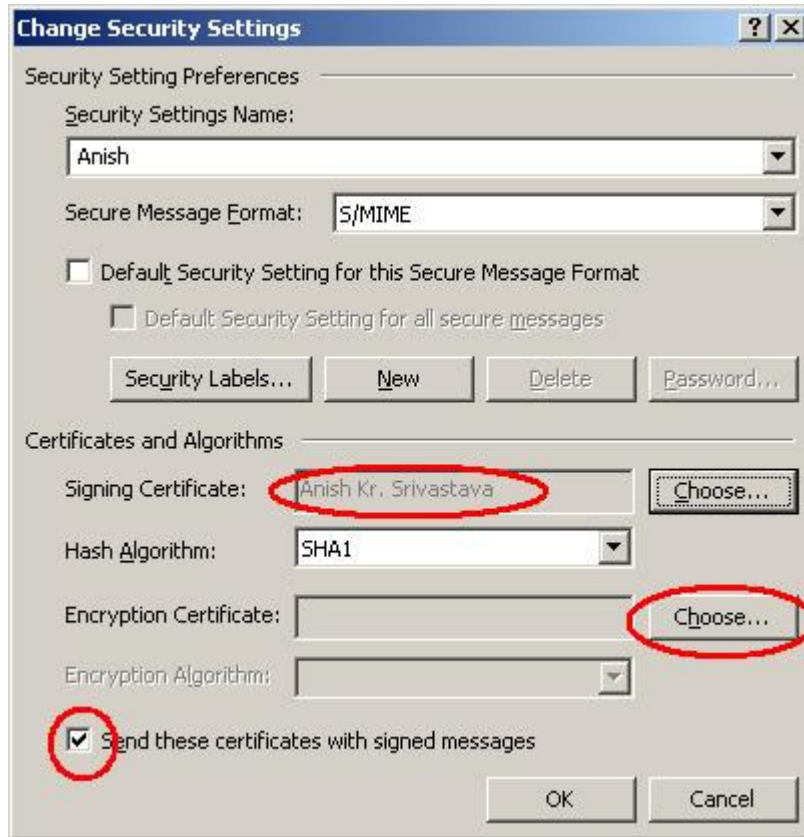 Change Security Settings
Security Setting Preferences
Security Settings Name:
Anish
Secure Message Format: S/MIME
Default Security Setting for this Secure Message Format
Default Security Setting for all secure messages
Security Labels... New Delete Password...
Certificates and Algorithms
Signing Certificate: Anish Kr. Srivastava Choose...
Hash Algorithm: SHA1
Encryption Certificate: Choose...
Encryption Algorithm:
Send these certificates with signed messages
OK Cancel